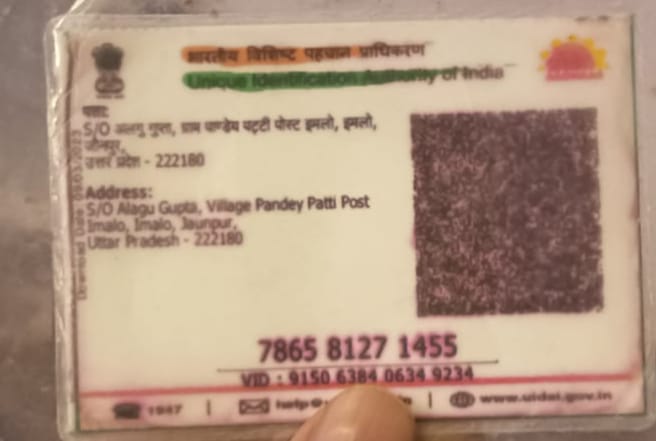 भारतीय विशिष्ट पहचान प्राधिकरण
Unique Identification Authority of India
पता:
S/O अलगु गुप्ता, ग्राम पाण्डेय पट्टी पोस्ट इमलो, इमलो,
जौनपुर,
उत्तर प्रदेश - 222180
Address:
S/O Alagu Gupta, Village Pandey Patti Post
Imalo, Imalo, Jaunpur,
Uttar Pradesh - 222180
7865 8127 1455
VID : 9150 6384 0634 9234
1947 | | www.uidai.gov.in